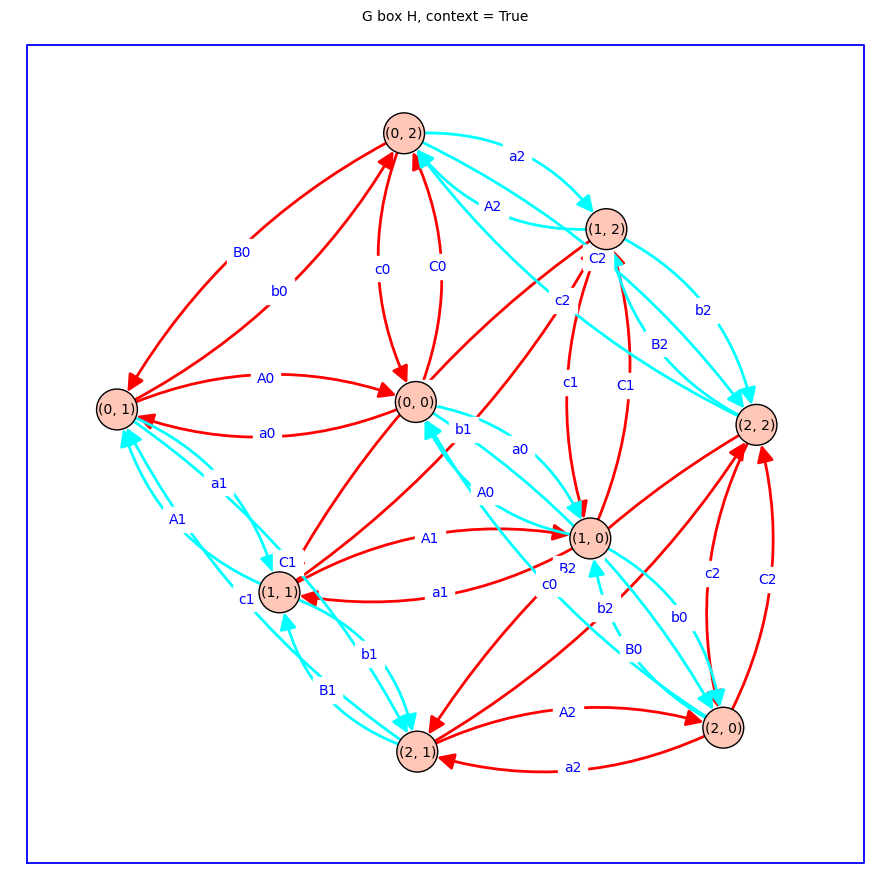 G box H, context = True
(0, 2)
a2
A2
(1, 2)
B0
C2
c0
C0
b0
c2
b2
B2
A0
c1
C1
(0, 1)
(0, 0)
a0
b1
(2, 2)
a0
a1
A0
A1
A1
(1, 0)
C1
B2
c2
C2
c0
(1, 1)
a1
c1
b2
b0
b1
B0
B1
A2
(2, 0)
(2, 1)
a2